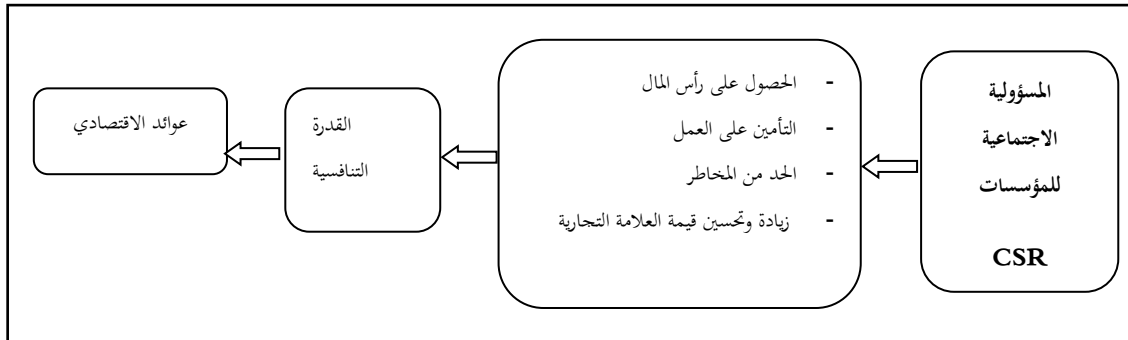 المسؤولية
الاجتماعية
للمؤسسات
CSR
- الحصول على رأس المال
- التأمين على العمل
- الحد من المخاطر
- زيادة وتحسين قيمة العلامة التجارية
القدرة
التنافسية
عوائد الاقتصادي